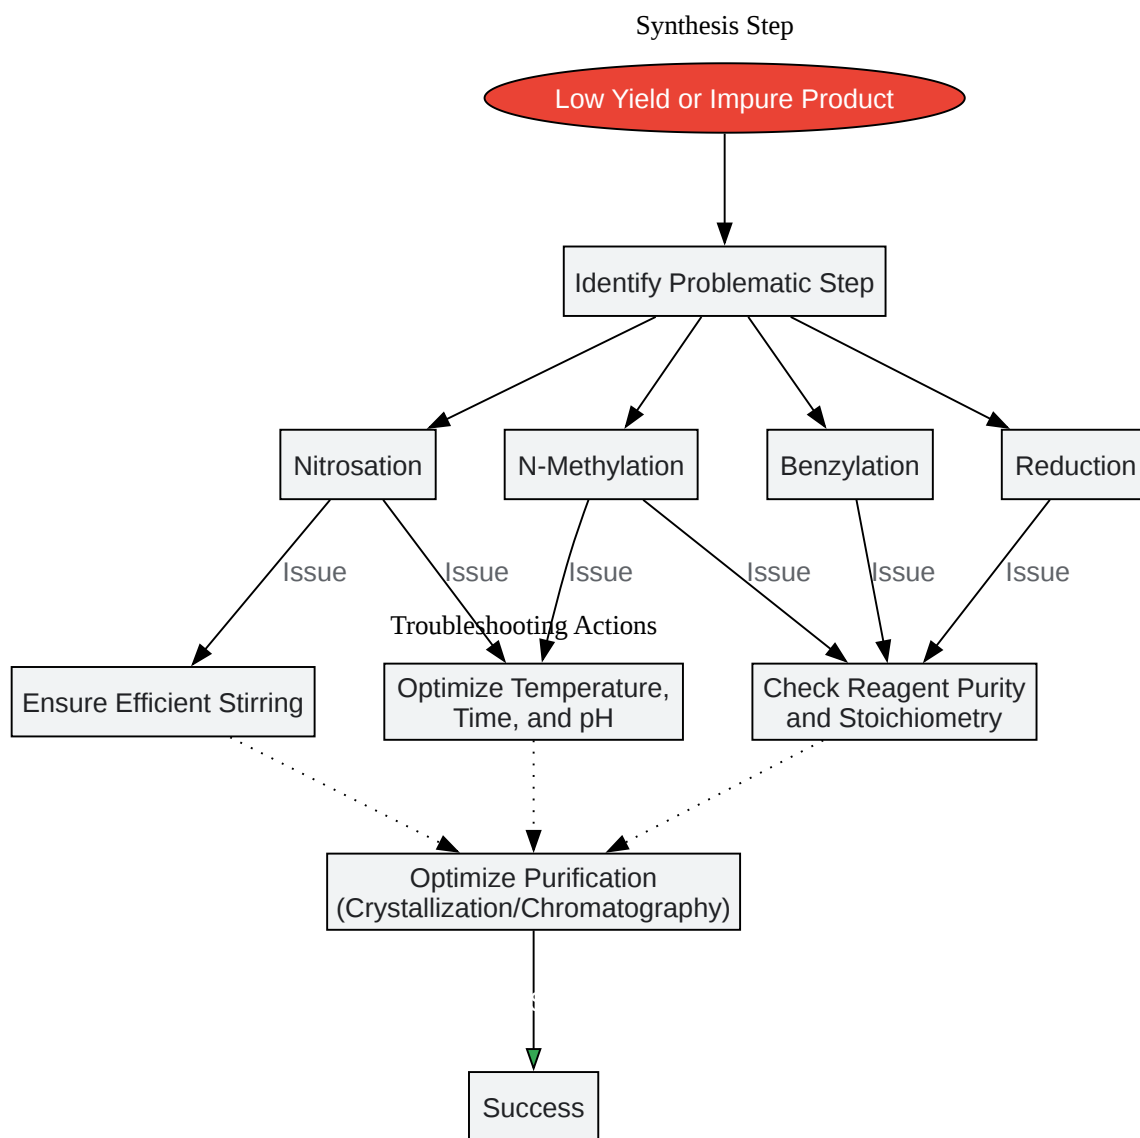 Synthesis Step
Low Yield or Impure Product
Identify Problematic Step
Nitrosation
N-Methylation
Benzylation
Reduction
Issue
Issue
Issue
Issue
Issue
Issue
Troubleshooting Actions
Ensure Efficient Stirring
Optimize Temperature,
Time, and pH
Check Reagent Purity
and Stoichiometry
Optimize Purification
(Crystallization/Chromatography)
Success